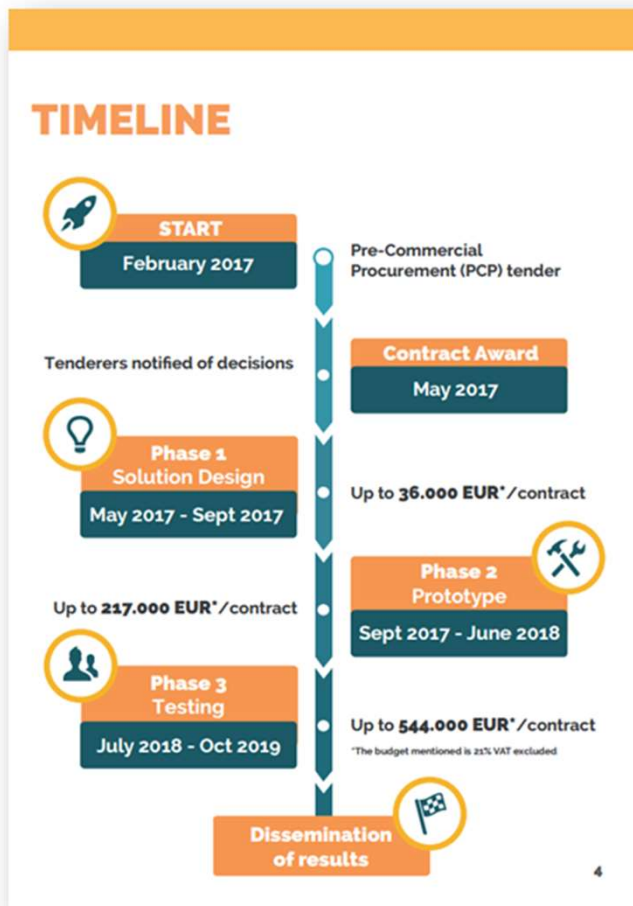 TIMELINE
START
February 2017
Pre-Commercial
Procurement (PCP) tender
Tenderers notified of decisions
Contract Award
May 2017
Phase 1
Solution Design
May 2017 - Sept 2017
Up to 36.000 EUR*/contract
Phase 2
Prototype
Sept 2017 - June 2018
Up to 217.000 EUR*/contract
Phase 3
Testing
July 2018 - Oct 2019
Up to 544.000 EUR*/contract
*The budget mentioned is 21% VAT excluded
Dissemination
of results
4